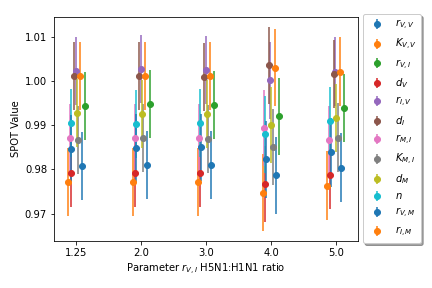 1.01
1.00
0.99
0.98
0.97
SPOT Value
1.25 2.0 3.0 4.0 5.0
Parameter r_{V,I} H5N1:H1N1 ratio
r_{V,V}
K_{V,V}
r_{V,I}
d_V
r_{I,V}
d_I
r_{M,I}
K_{M,I}
d_M
n
r_{V,M}
r_{I,M}